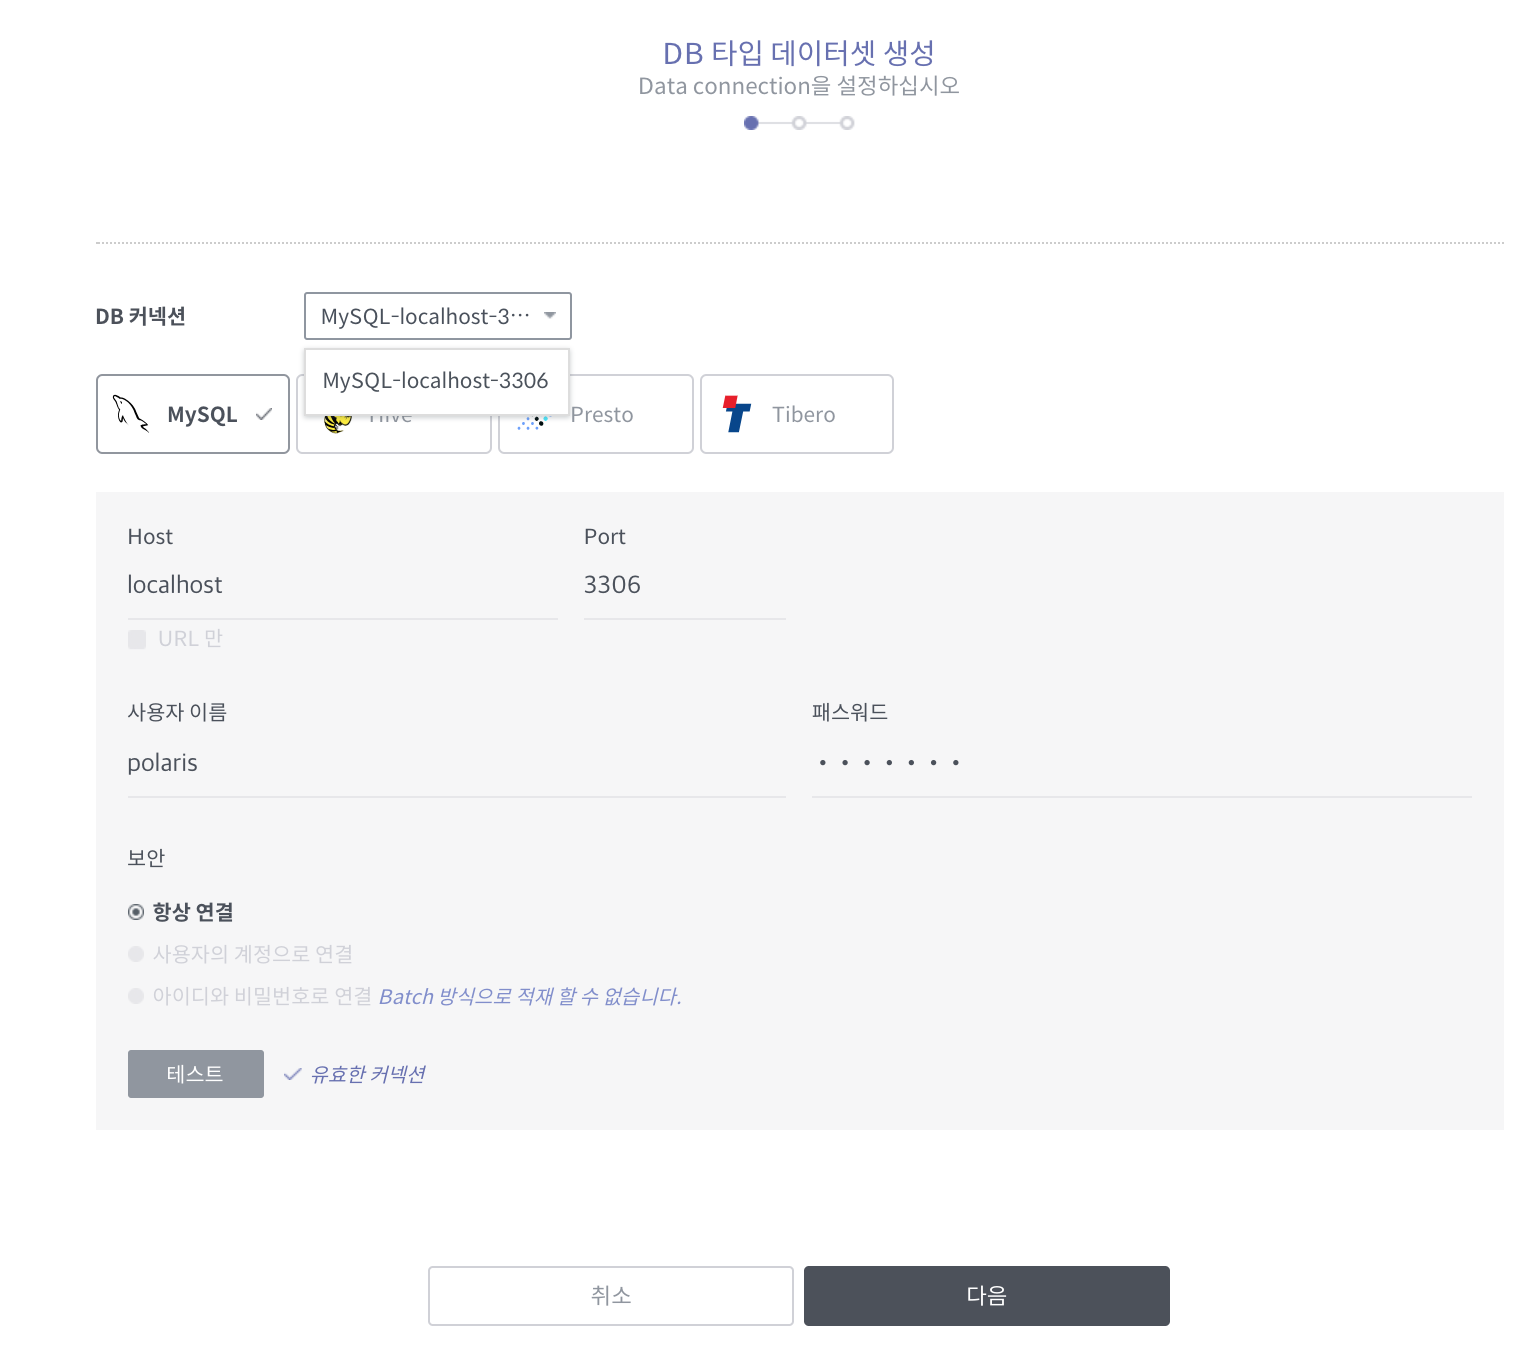 DB 타입 데이터셋 생성
Data connection을 설정하십시오
DB 커넥션
MySQL-localhost-3···
MySQL-localhost-3306
MySQL
Hive
Presto
Tibero
Host
Port
localhost
3306
URL 만
사용자 이름
패스워드
polaris
• • • • • • •
보안
항상 연결
사용자의 계정으로 연결
아이디와 비밀번호로 연결 Batch 방식으로 적재 할 수 없습니다.
테스트
유효한 커넥션
취소
다음